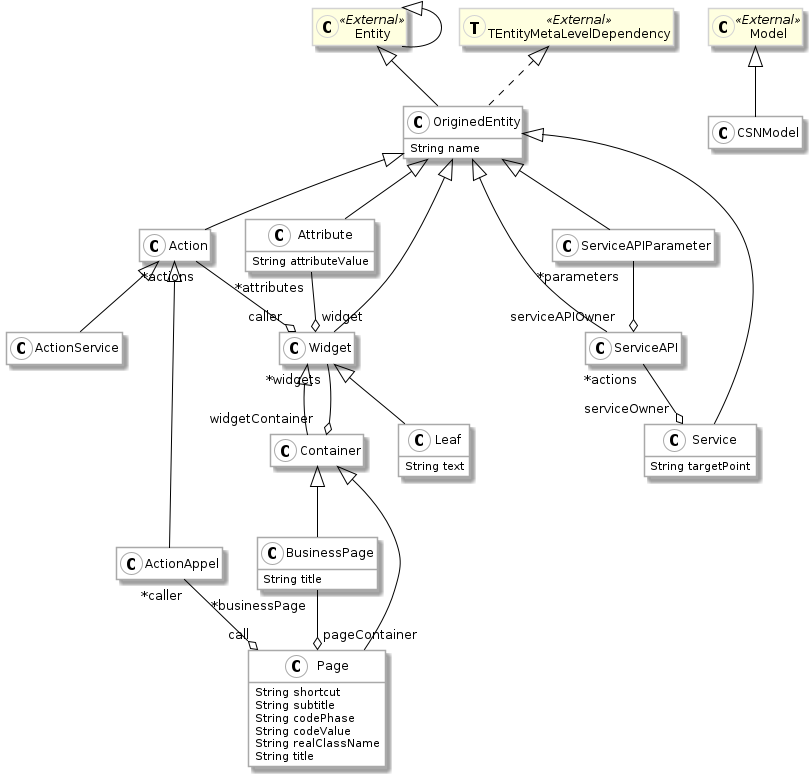 «External»
C Entity
«External»
T TEntityMetaLevelDependency
«External»
C Model
C OriginedEntity
String name
C CSNModel
C Action
C Attribute
String attributeValue
C ServiceAPIParameter
*actions
*attributes
*parameters
caller
widget
serviceAPIOwner
C ActionService
C Widget
C ServiceAPI
*widgets
*actions
widgetContainer
serviceOwner
C Container
C Leaf
String text
C Service
String targetPoint
C ActionAppel
C BusinessPage
String title
*caller
*businessPage
call
pageContainer
C Page
String shortcut
String subtitle
String codePhase
String codeValue
String realClassName
String title